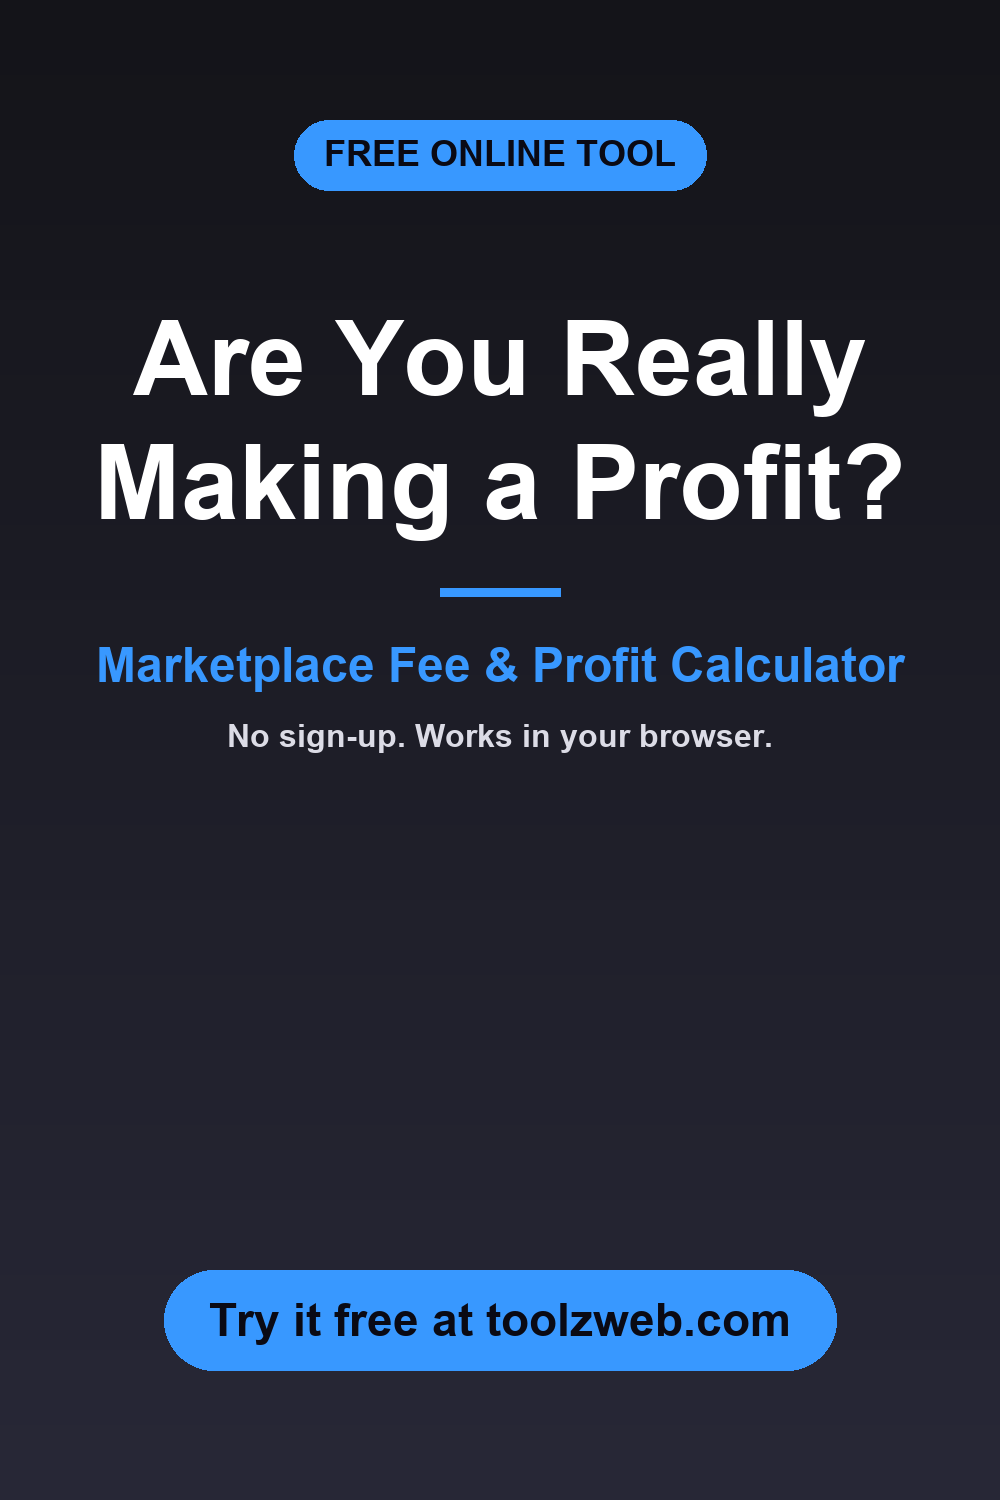 FREE ONLINE TOOL
Are You Really
Making a Profit?
Marketplace Fee & Profit Calculator
No sign-up. Works in your browser.
Try it free at toolzweb.com